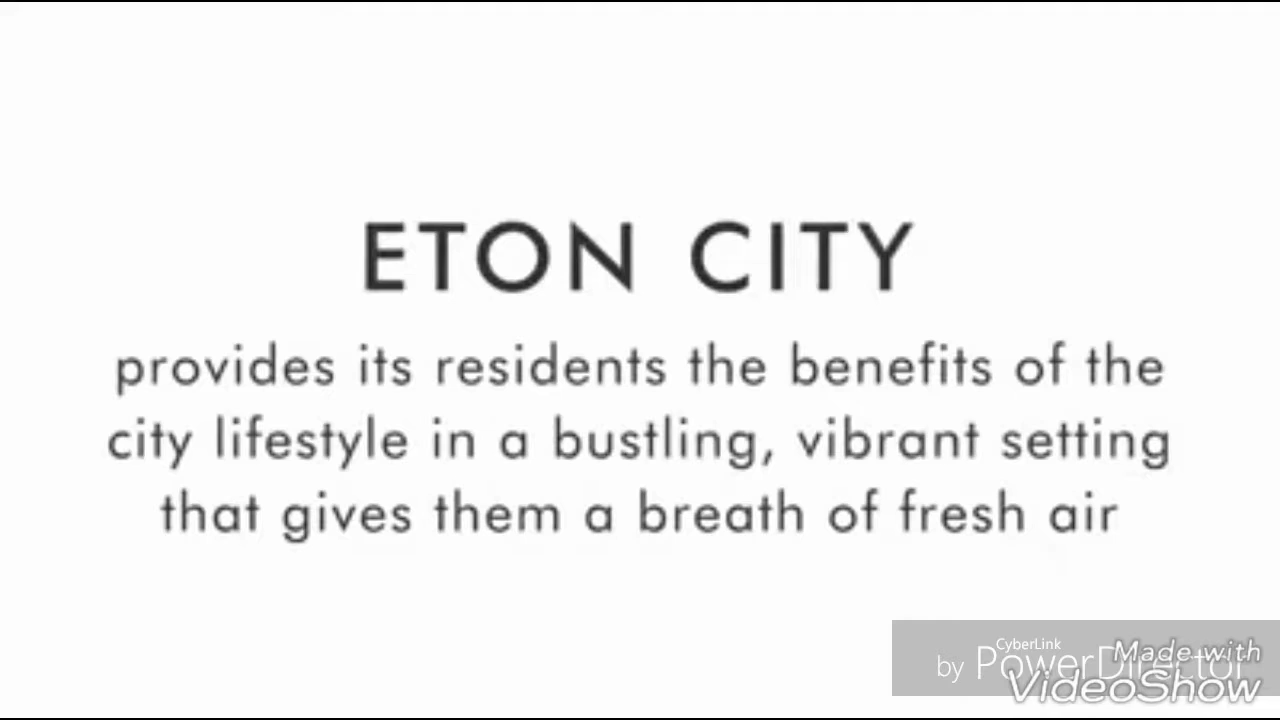 ETON CITY
provides its residents the benefits of the
city lifestyle in a bustling, vibrant setting
that gives them a breath of fresh air
CyberLink
by PowerDirector
Made with
VideoShow